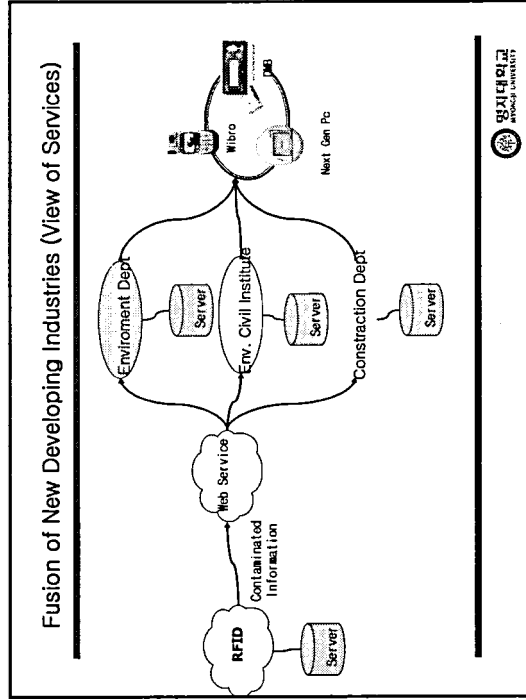 Fusion of New Developing Industries (View of Services)
RFID
Server
Contaminated
Information
Web Service
Enviroment Dept
Server
Env. Civil Institute
Server
Constraction Dept
Server
Wibro
DMB
Next Gen Pc
명지대학교
MYONGJI UNIVERSITY